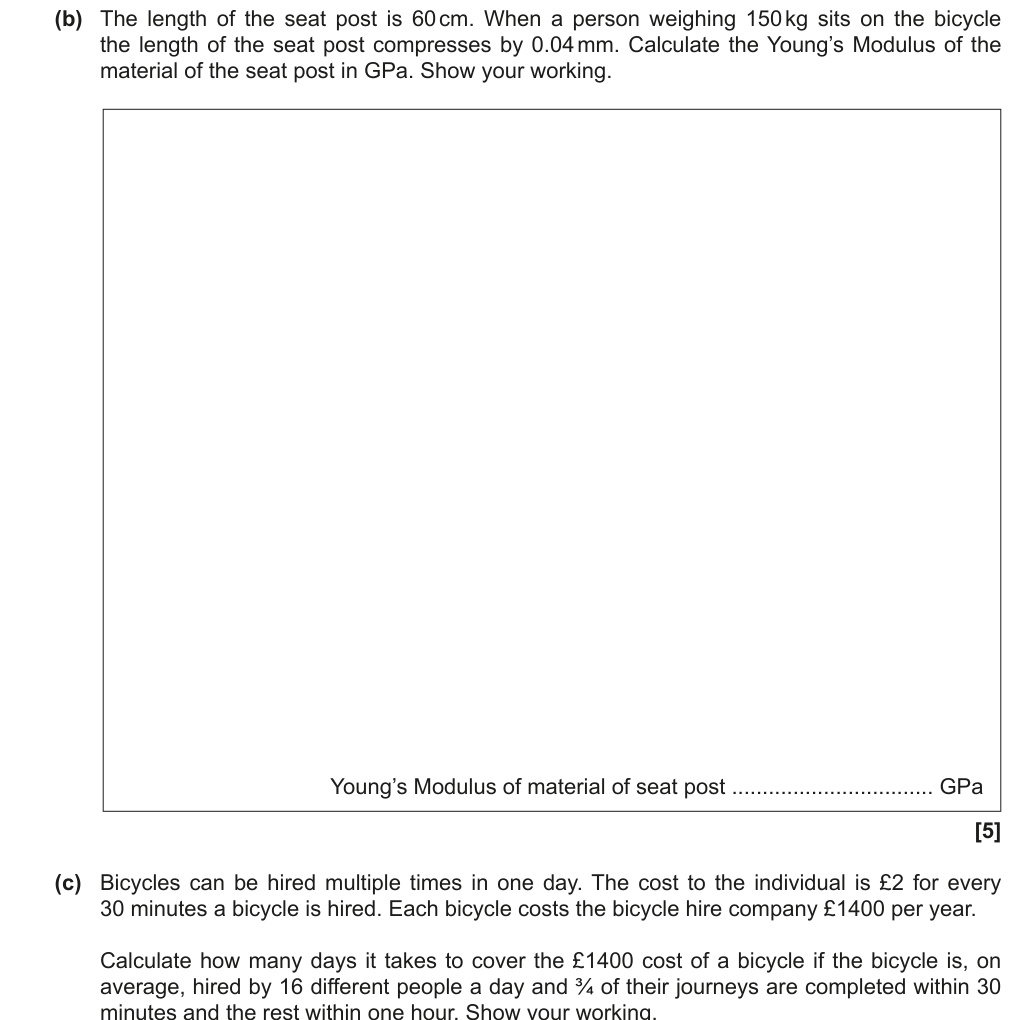 (b) The length of the seat post is 60 cm. When a person weighing 150 kg sits on the bicycle
the length of the seat post compresses by 0.04 mm. Calculate the Young’s Modulus of the
material of the seat post in GPa. Show your working.
Young’s Modulus of material of seat post ................................. GPa
[5]
(c) Bicycles can be hired multiple times in one day. The cost to the individual is £2 for every
30 minutes a bicycle is hired. Each bicycle costs the bicycle hire company £1400 per year.
Calculate how many days it takes to cover the £1400 cost of a bicycle if the bicycle is, on
average, hired by 16 different people a day and ¾ of their journeys are completed within 30
minutes and the rest within one hour. Show your working.